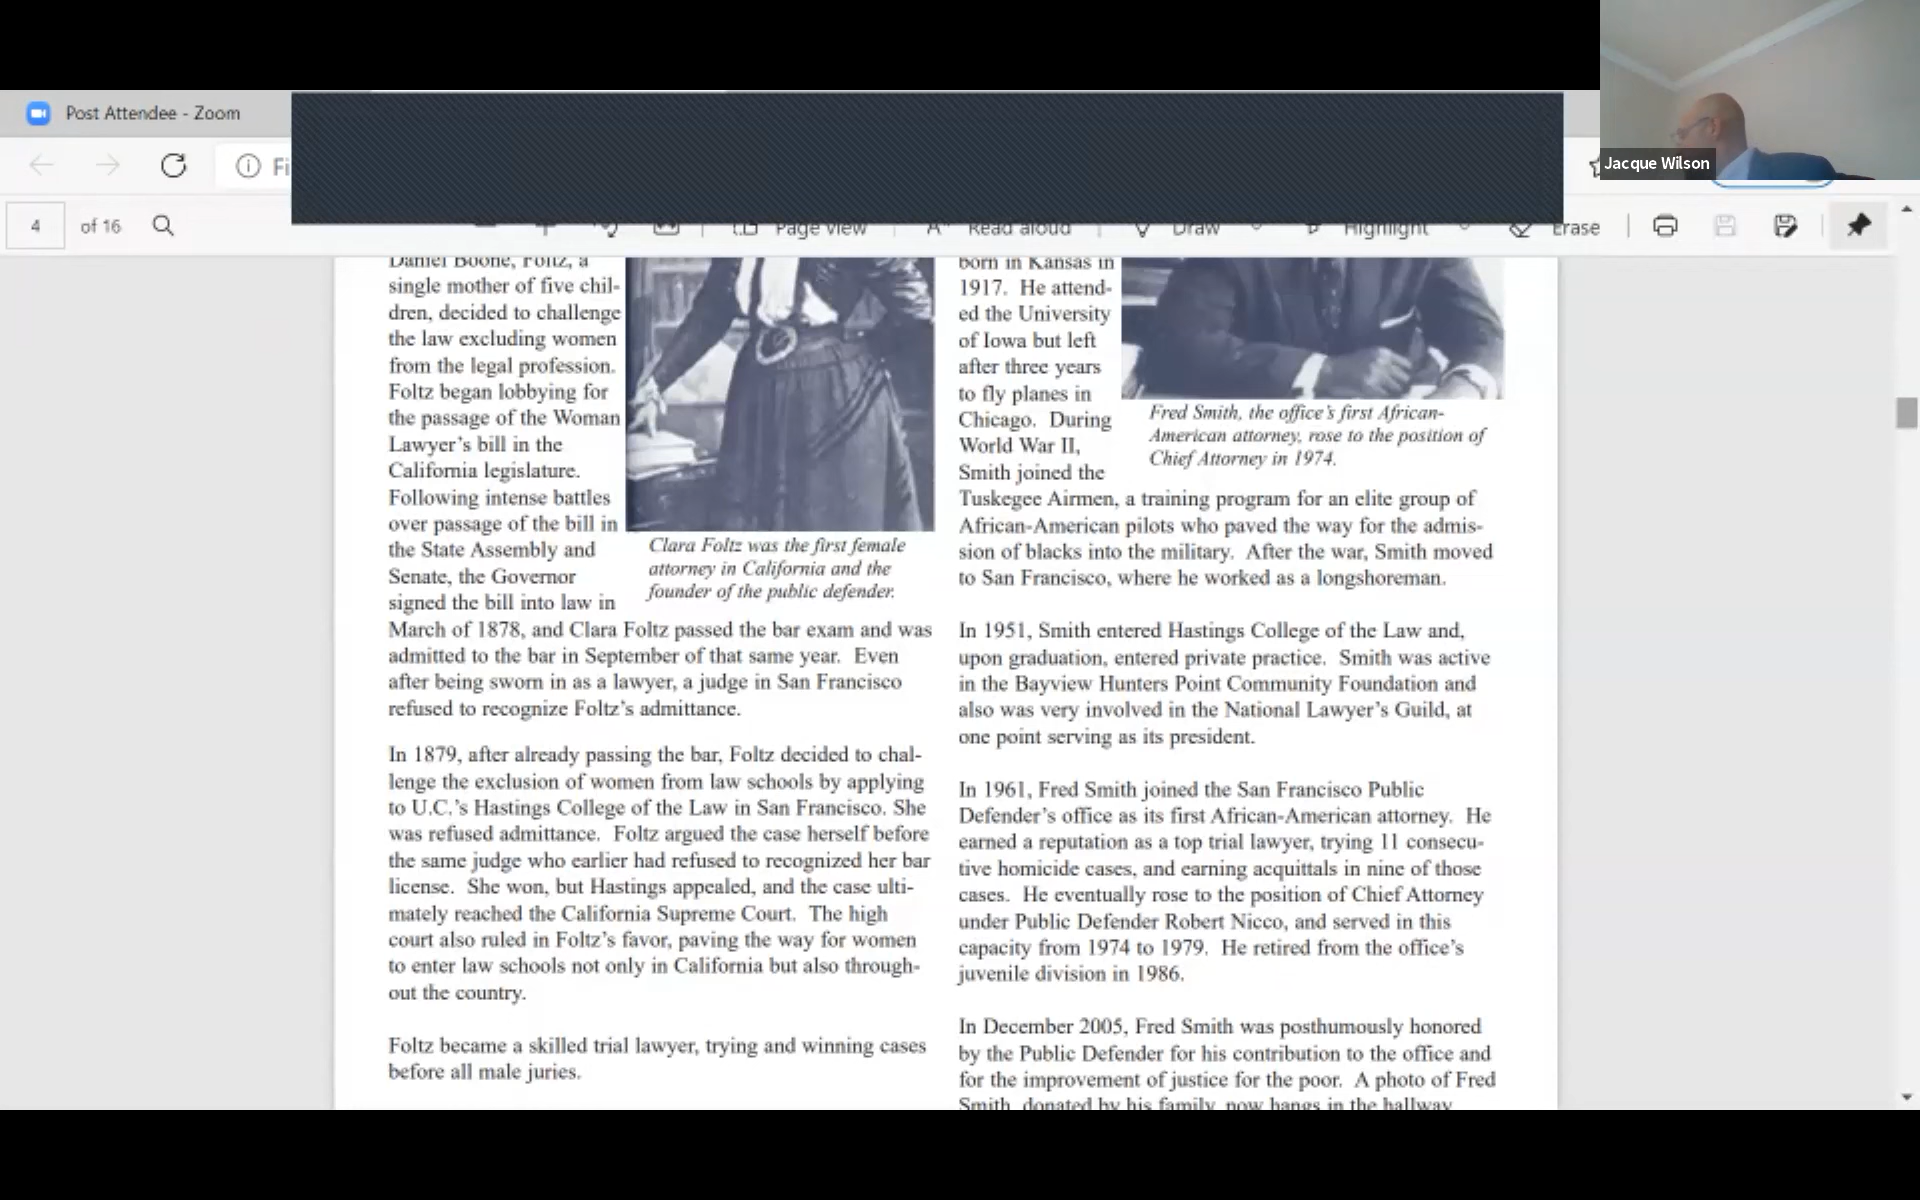 Post Attendee - Zoom
Jacque Wilson
Fi
4 of 16
Page view
Read aloud
Draw
Highlight
Erase
Daniel Boone, Foltz, a
single mother of five chil-
dren, decided to challenge
the law excluding women
from the legal profession.
Foltz began lobbying for
the passage of the Woman
Lawyer's bill in the
California legislature.
Following intense battles
over passage of the bill in
the State Assembly and
Senate, the Governor
signed the bill into law in
March of 1878, and Clara Foltz passed the bar exam and was
admitted to the bar in September of that same year. Even
after being sworn in as a lawyer, a judge in San Francisco
refused to recognize Foltz's admittance.
Clara Foltz was the first female
attorney in California and the
founder of the public defender.
In 1879, after already passing the bar, Foltz decided to chal-
lenge the exclusion of women from law schools by applying
to U.C.'s Hastings College of the Law in San Francisco. She
was refused admittance. Foltz argued the case herself before
the same judge who earlier had refused to recognized her bar
license. She won, but Hastings appealed, and the case ulti-
mately reached the California Supreme Court. The high
court also ruled in Foltz's favor, paving the way for women
to enter law schools not only in California but also through-
out the country.
Foltz became a skilled trial lawyer, trying and winning cases
before all male juries.
born in Kansas in
1917. He attend-
ed the University
of Iowa but left
after three years
to fly planes in
Chicago. During
World War II,
Smith joined the
Tuskegee Airmen, a training program for an elite group of
African-American pilots who paved the way for the admis-
sion of blacks into the military. After the war, Smith moved
to San Francisco, where he worked as a longshoreman.
Fred Smith, the office's first African-
American attorney, rose to the position of
Chief Attorney in 1974.
In 1951, Smith entered Hastings College of the Law and,
upon graduation, entered private practice. Smith was active
in the Bayview Hunters Point Community Foundation and
also was very involved in the National Lawyer's Guild, at
one point serving as its president.
In 1961, Fred Smith joined the San Francisco Public
Defender's office as its first African-American attorney. He
earned a reputation as a top trial lawyer, trying 11 consecu-
tive homicide cases, and earning acquittals in nine of those
cases. He eventually rose to the position of Chief Attorney
under Public Defender Robert Nicco, and served in this
capacity from 1974 to 1979. He retired from the office's
juvenile division in 1986.
In December 2005, Fred Smith was posthumously honored
by the Public Defender for his contribution to the office and
for the improvement of justice for the poor. A photo of Fred
Smith, donated by his family, now hangs in the hallway